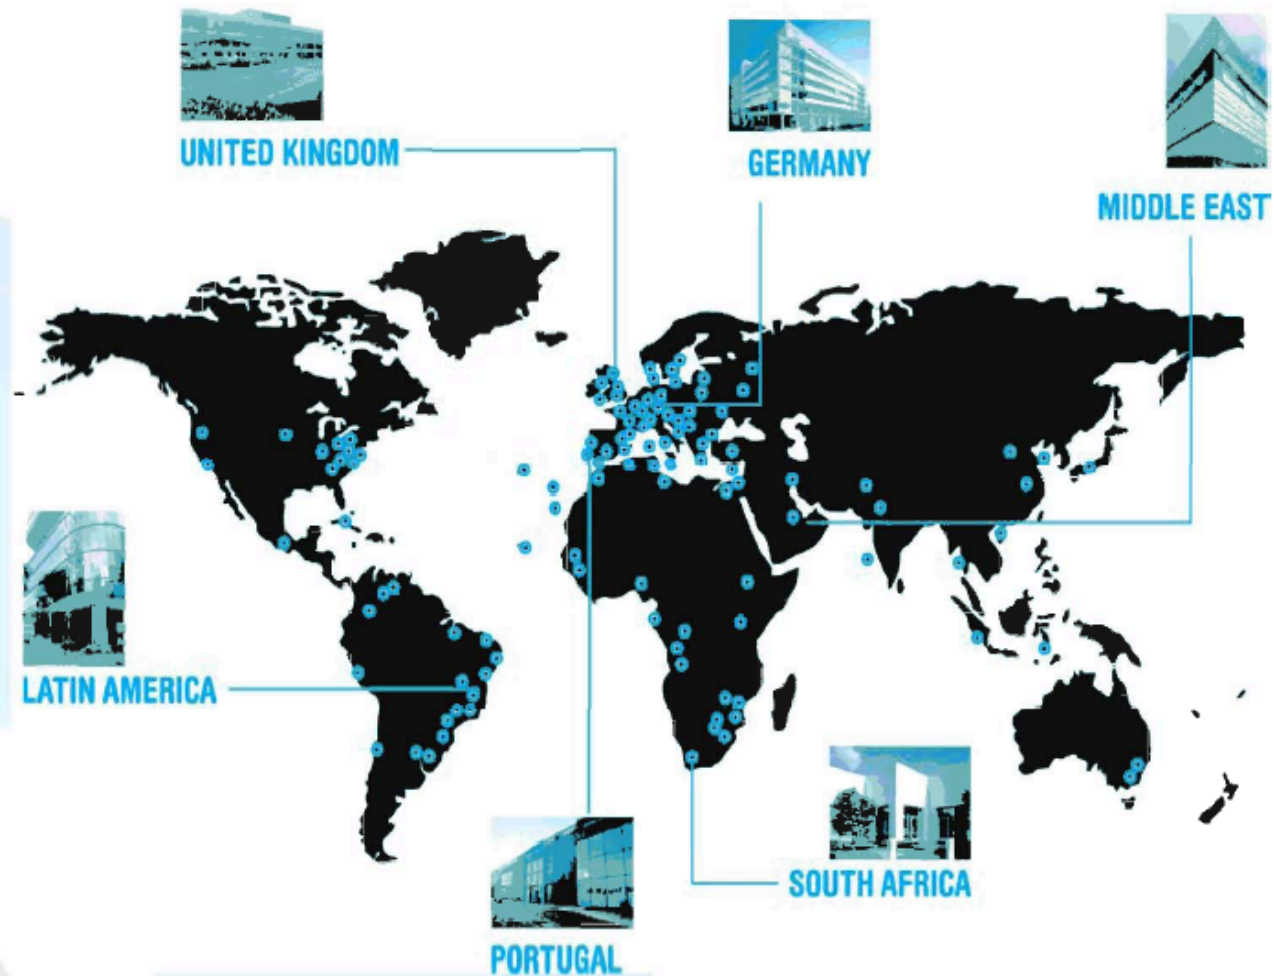 UNITED KINGDOM
GERMANY
MIDDLE EAST
LATIN AMERICA
SOUTH AFRICA
PORTUGAL